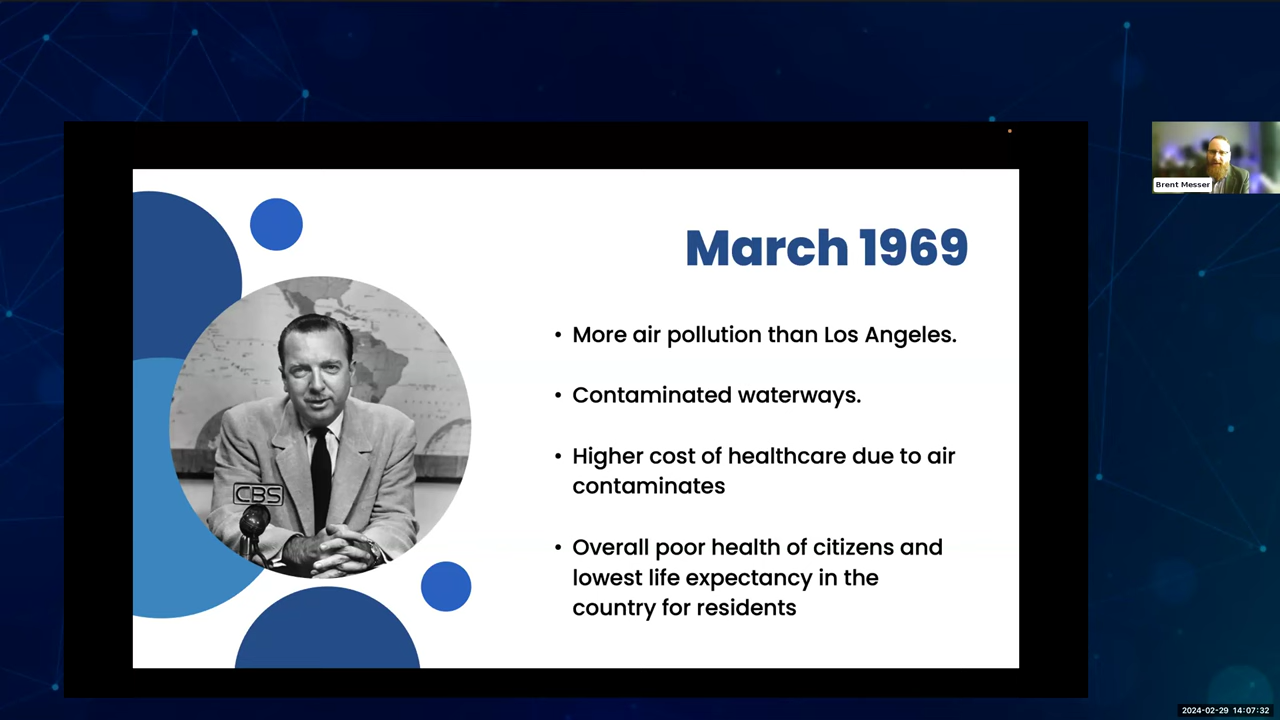 March 1969
• More air pollution than Los Angeles.
• Contaminated waterways.
• Higher cost of healthcare due to air
contaminates
• Overall poor health of citizens and
lowest life expectancy in the
country for residents
CBS
Brent Messer
2024-02-29 14:07:32